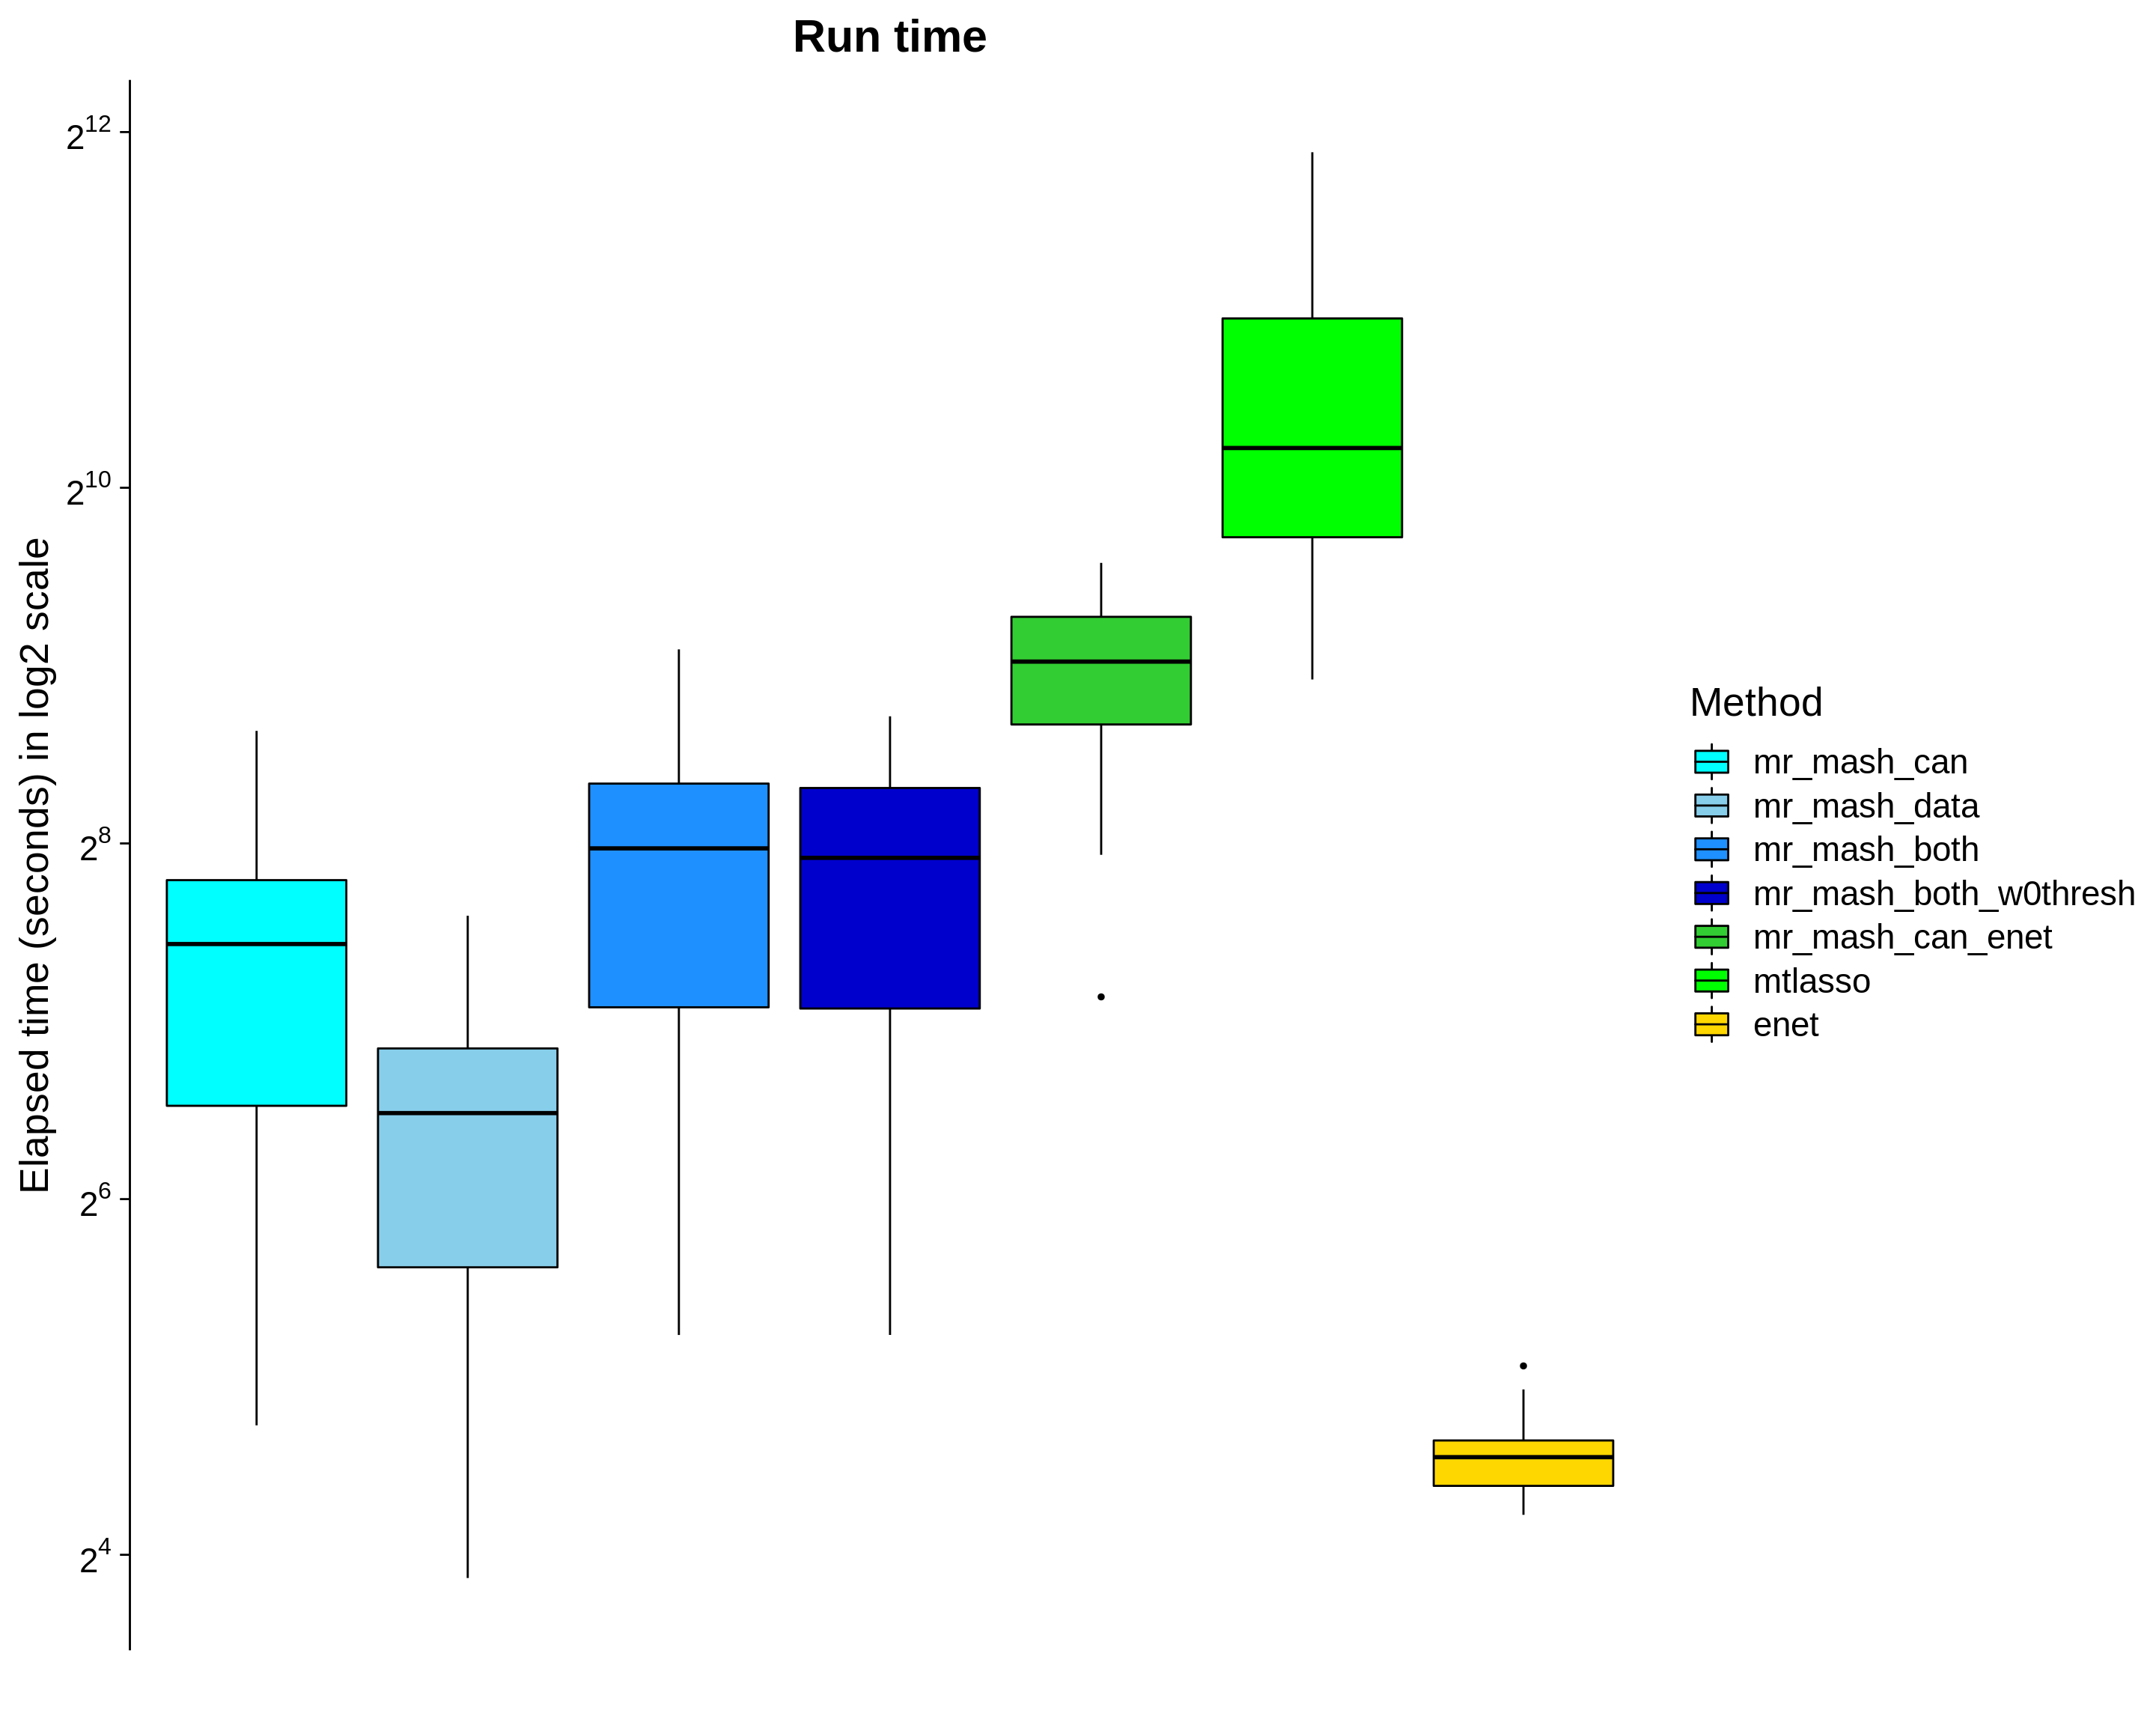 Run time
Elapsed time (seconds) in log2 scale
2^12
2^10
2^8
2^6
2^4
Method
mr_mash_can
mr_mash_data
mr_mash_both
mr_mash_both_w0thresh
mr_mash_can_enet
mtlasso
enet